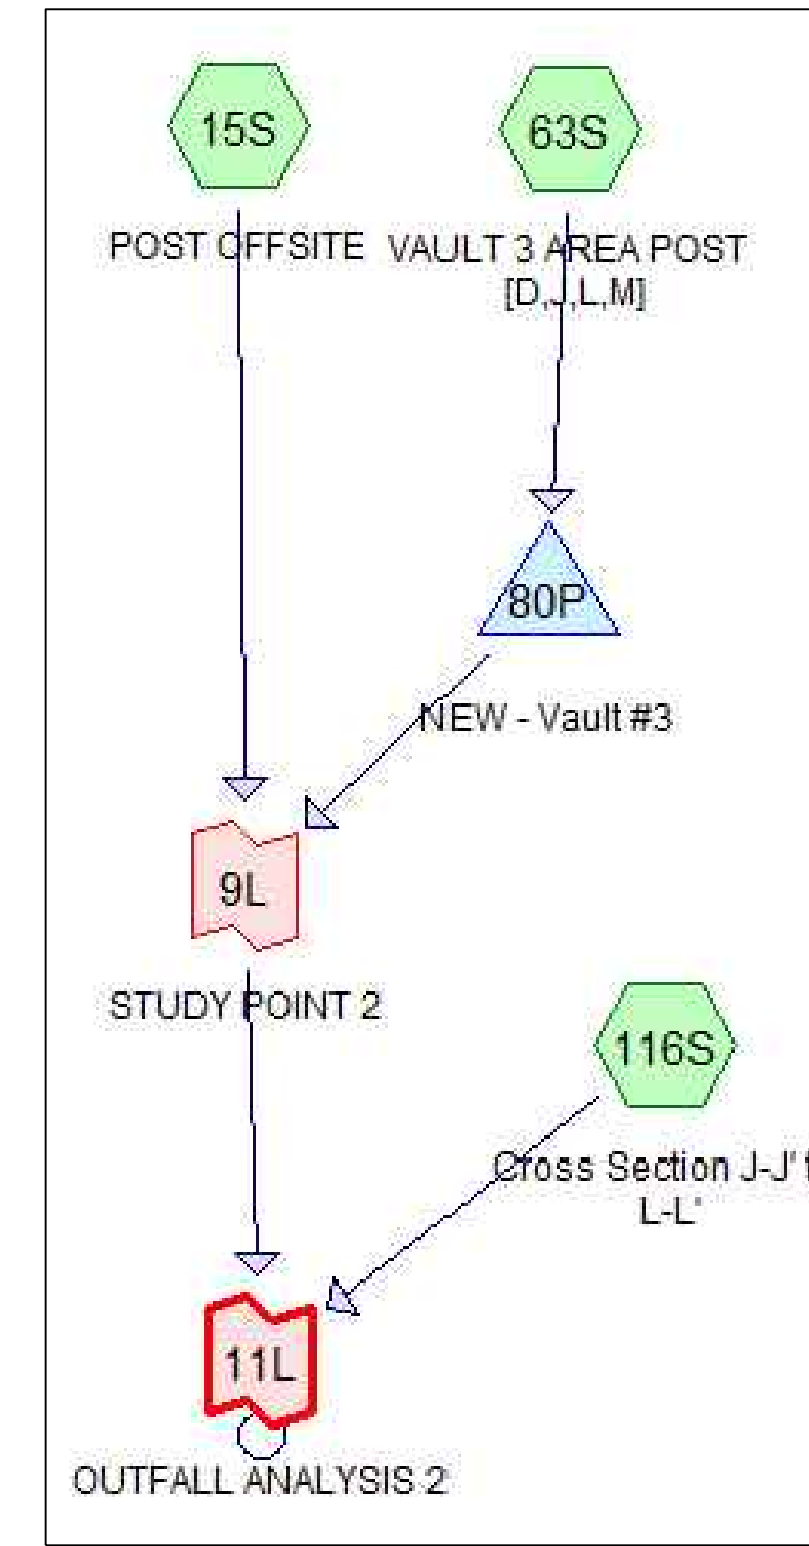 15S
63S
POST OFFSITE
VAULT 3 AREA POST
[D,J,L,M]
80P
NEW - Vault #3
9L
STUDY POINT 2
116S
Cross Section J-J'
L-L'
11L
OUTFALL ANALYSIS 2